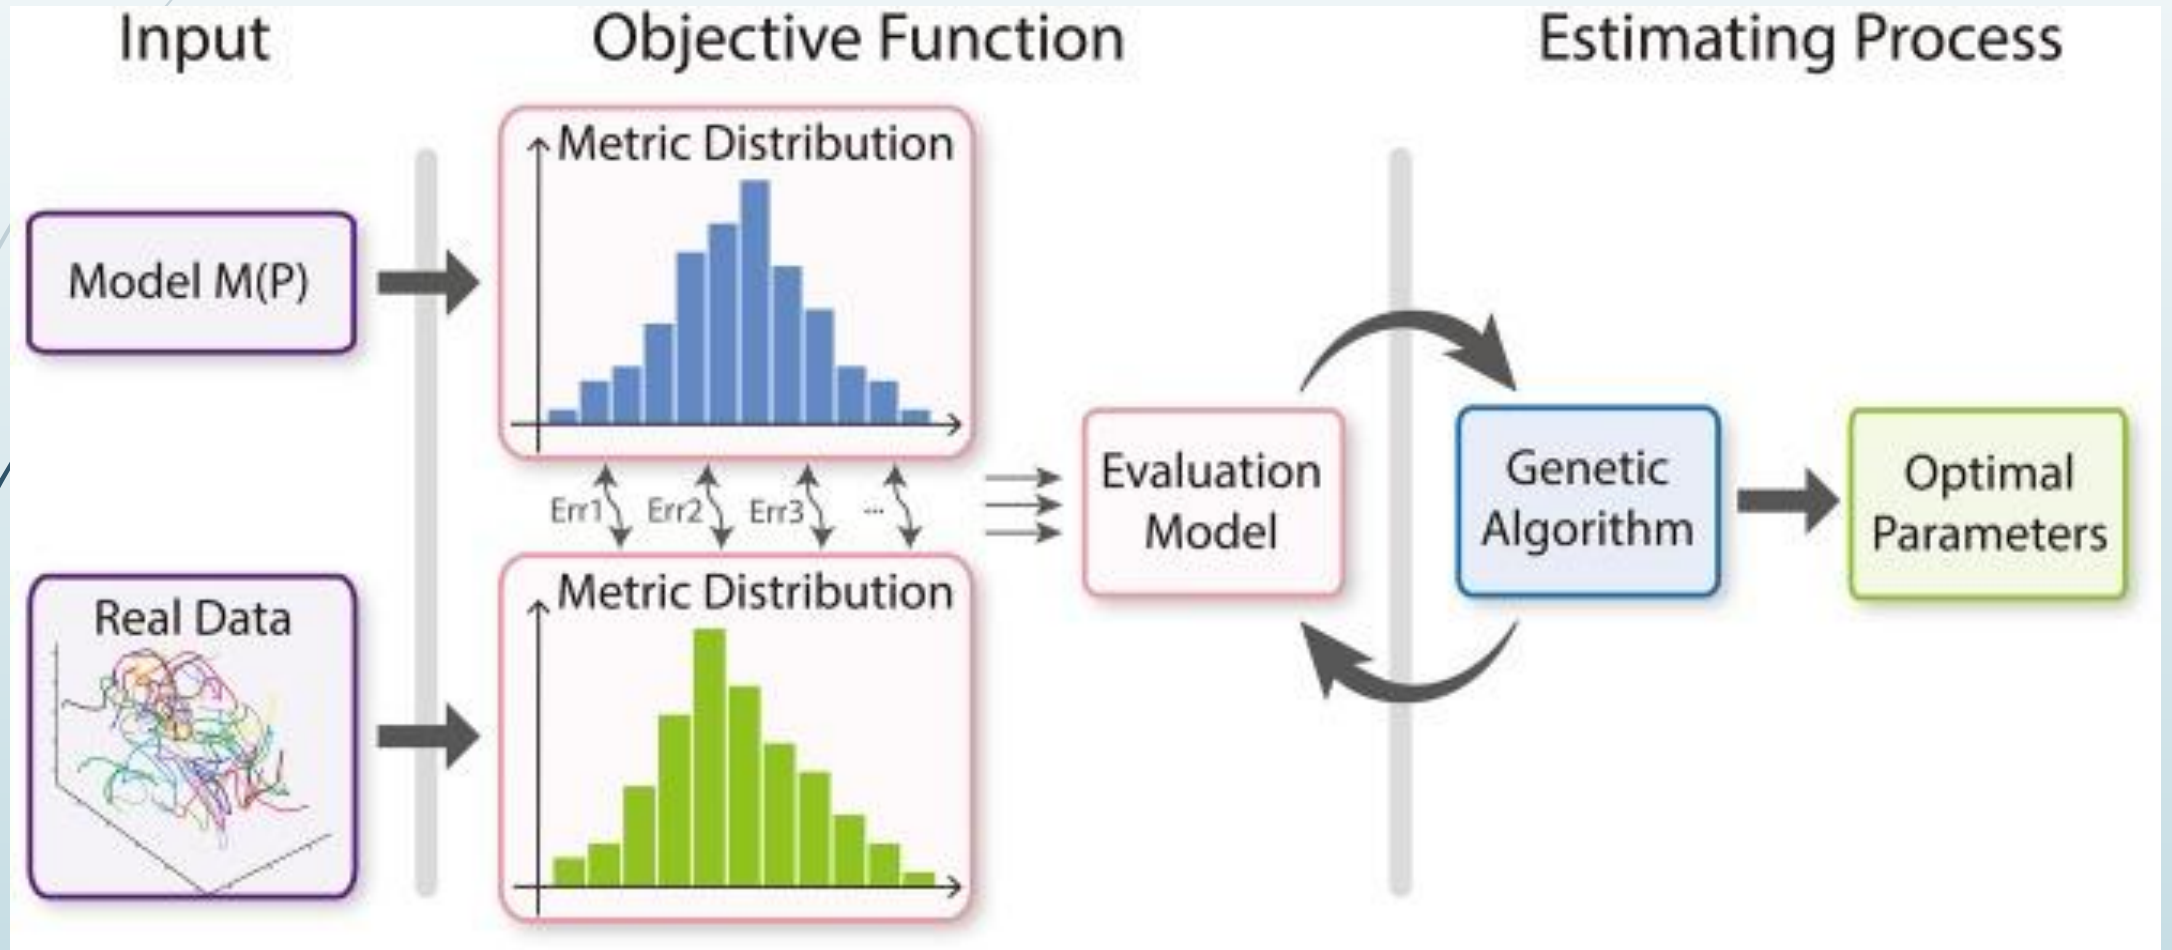 Input
Objective Function
Estimating Process
Metric Distribution
Model M(P)
Err1
Err2
Err3
...
Evaluation
Model
Genetic
Algorithm
Optimal
Parameters
Real Data
Metric Distribution